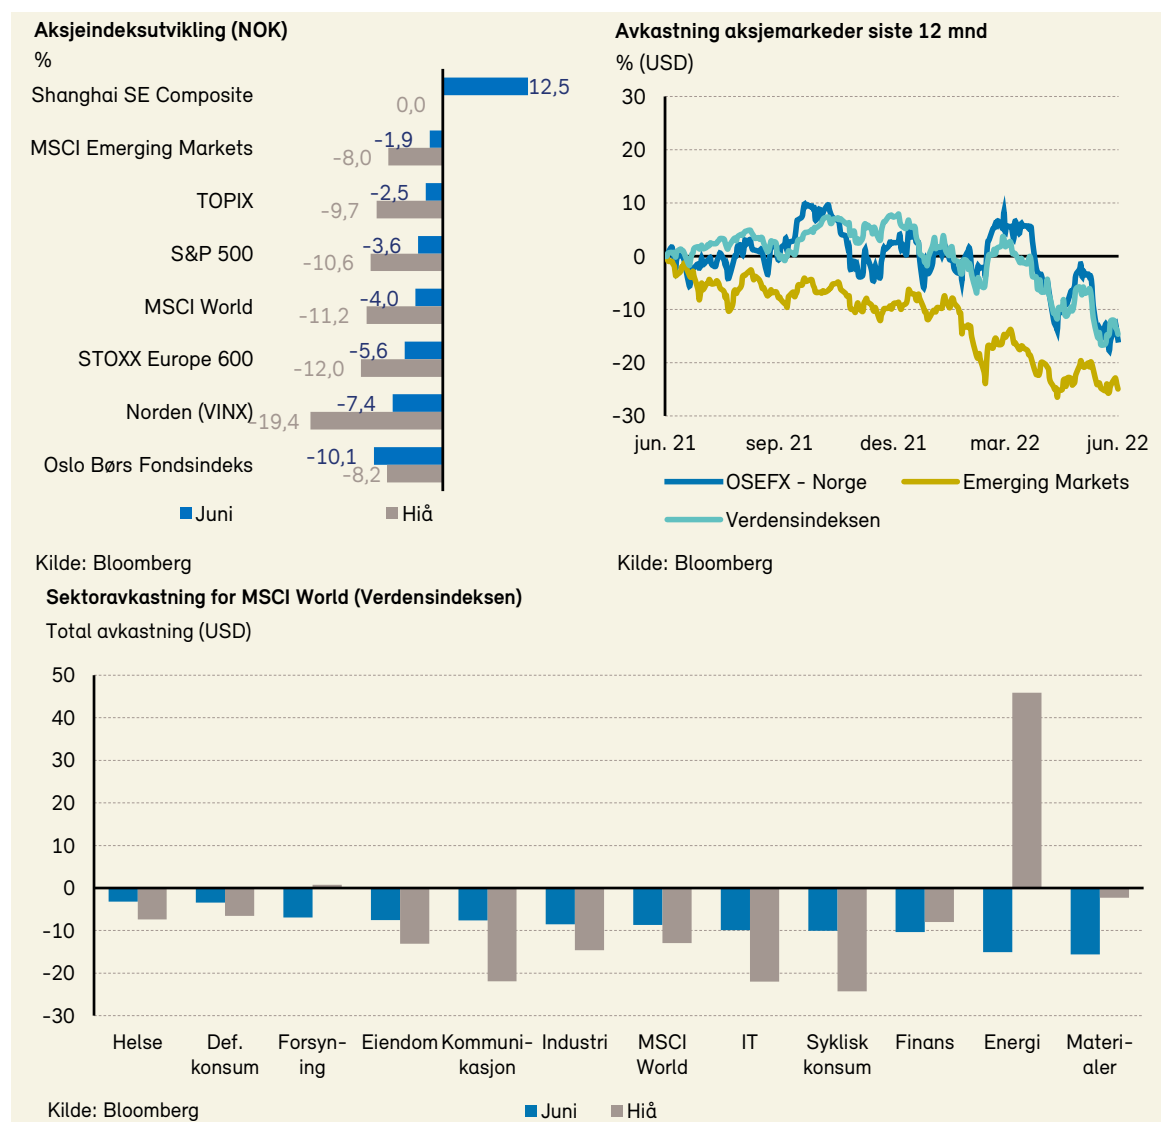 Aksjeindeksutvikling (NOK)
%
Shanghai SE Composite
12,5
0,0
MSCI Emerging Markets
-1,9
-8,0
TOPIX
-2,5
-9,7
S&P 500
-3,6
-10,6
MSCI World
-4,0
-11,2
STOXX Europe 600
-5,6
-12,0
Norden (VINX)
-7,4
-19,4
Oslo Børs Fondsindeks
-10,1
-8,2
Juni Hiå
Kilde: Bloomberg
Avkastning aksjemarkeder siste 12 mnd
% (USD)
30
20
10
0
-10
-20
-30
jun. 21 sep. 21 des. 21 mar. 22 jun. 22
OSEFX - Norge Emerging Markets
Verdensindeksen
Kilde: Bloomberg
Sektoravkastning for MSCI World (Verdensindeksen)
Total avkastning (USD)
50
40
30
20
10
0
-10
-20
-30
Helse Def. Forsyn- Eiendom Kommuni- Industri MSCI IT Syklisk Finans Energi Materi-
konsum ing kasjon World konsum aler
Kilde: Bloomberg
Juni Hiå